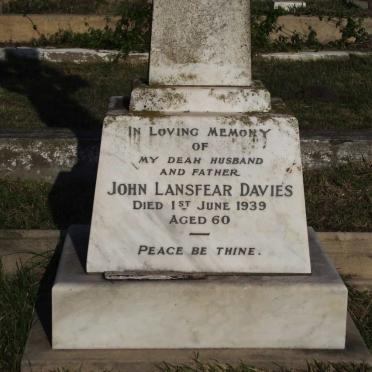 In Loving Memory
of
my dear husband
and father
John Lansfear Davies
Died 1st June 1939
Aged 60
Peace be thine.